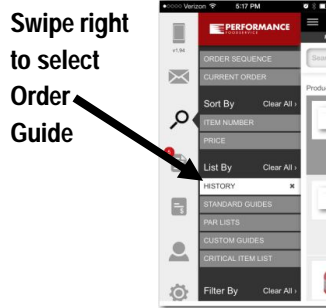 Swipe right
to select
Order
Guide
Verizon 5:17 PM
PERFORMANCE
FOODSERVICE
v1.94
ORDER SEQUENCE
CURRENT ORDER
Sear
Produc
Sort By Clear All ›
ITEM NUMBER
PRICE
List By Clear All ›
HISTORY ✖
STANDARD GUIDES
PAR LISTS
CUSTOM GUIDES
CRITICAL ITEM LIST
Filter By Clear All ›